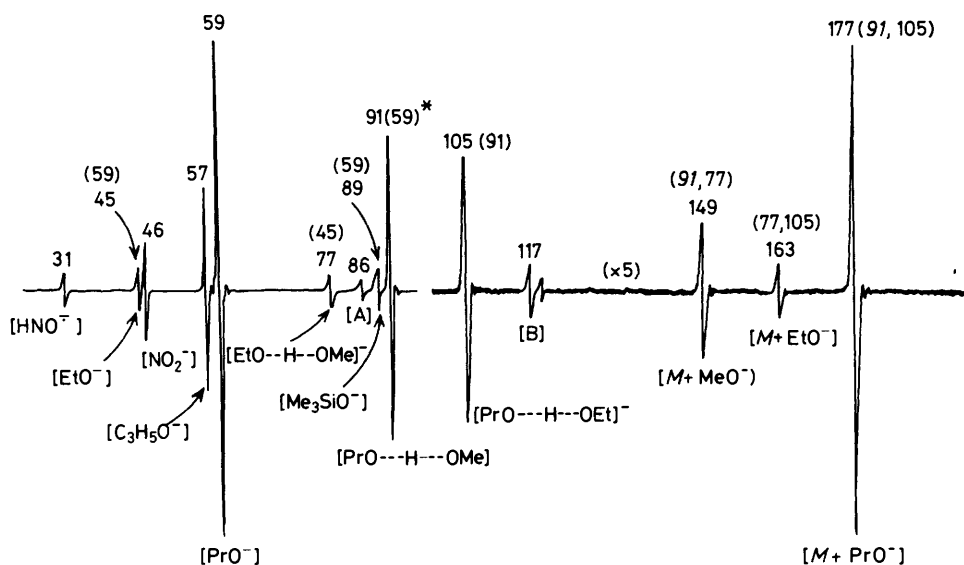 59
177 (91, 105)
91(59)*
105 (91)
(59)
89
(59)
45
57
46
(91, 77)
149
(77,105)
163
31
(45)
77
86
117
(×5)
[A]
[B]
[HNO⨪]
[EtO--H--OMe]⁻
[M+ EtO⁻]
[EtO⁻]
[NO₂⁻]
[Me₃SiO⁻]
[M+ MeO⁻)
[C₃H₅O⁻]
[PrO---H---OEt]⁻
[PrO---H---OMe]
[PrO⁻]
[M+ PrO⁻]